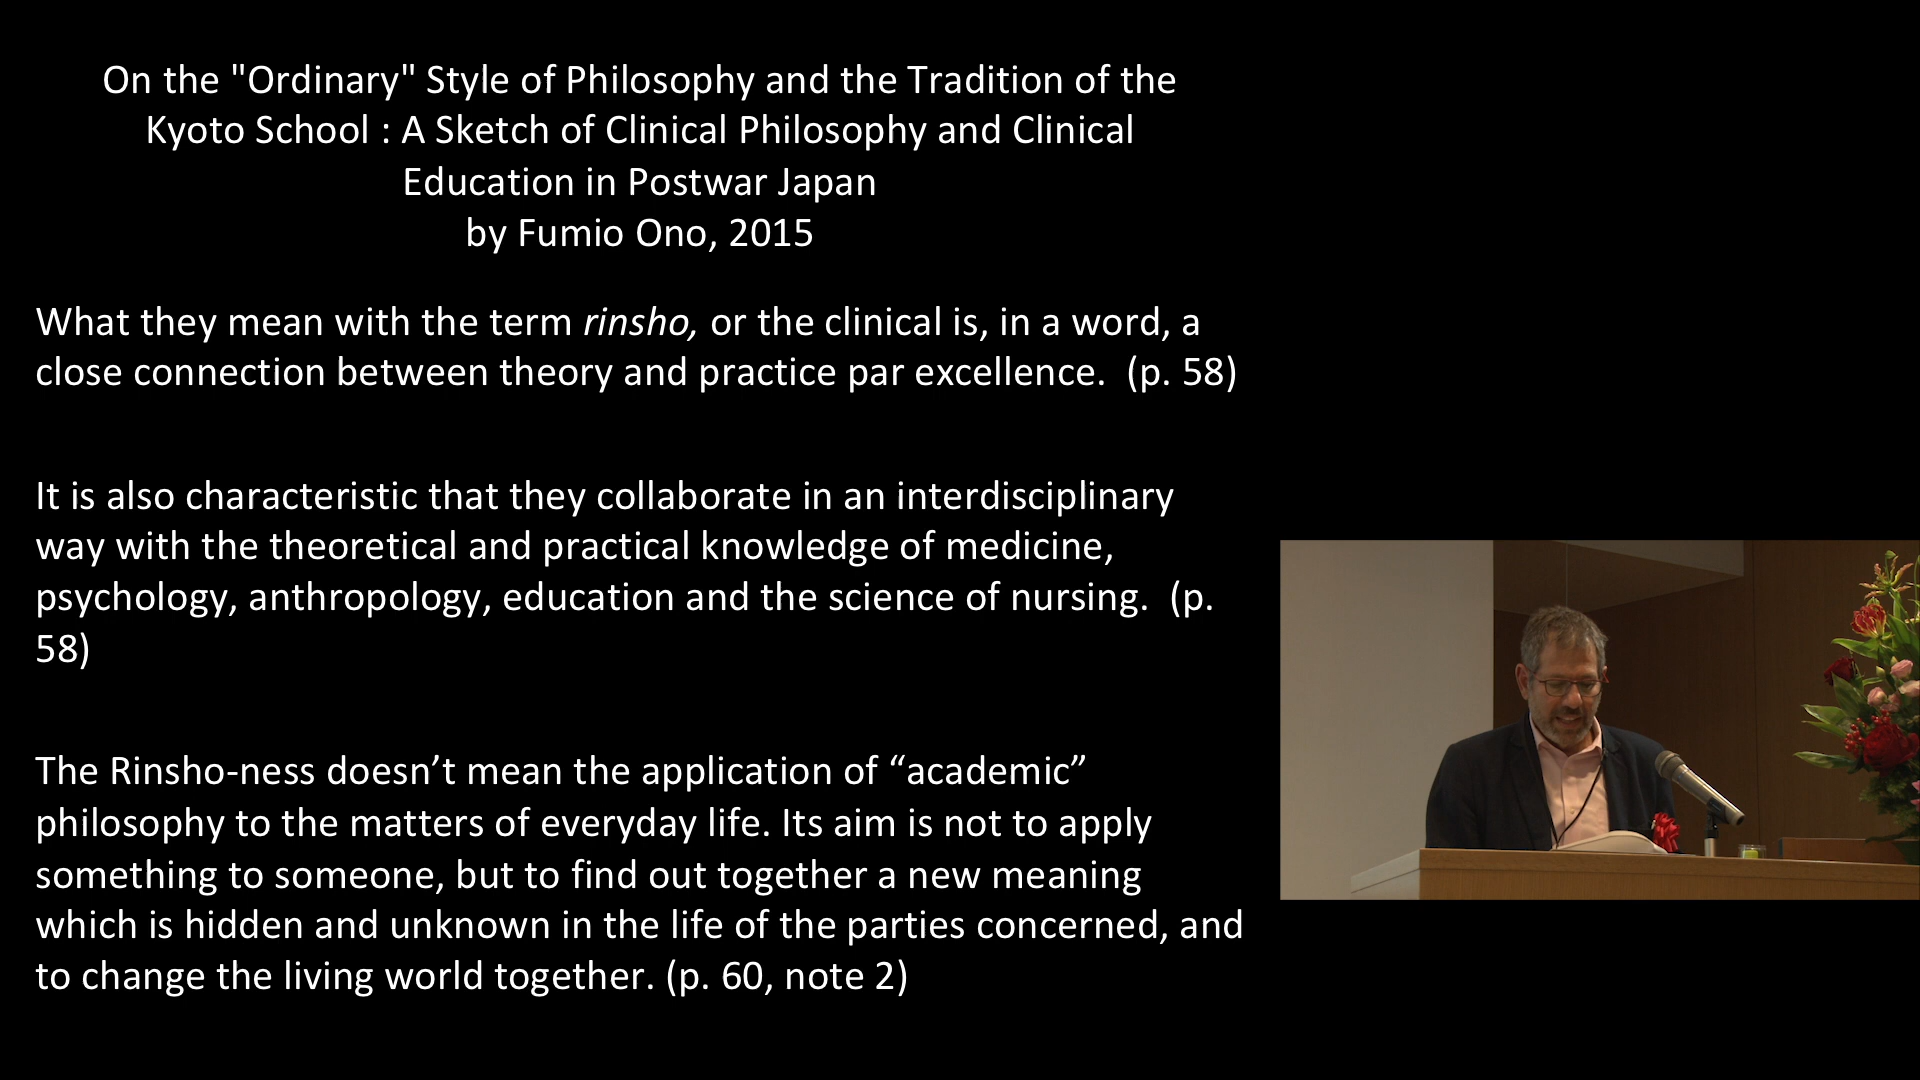 On the "Ordinary" Style of Philosophy and the Tradition of the
Kyoto School : A Sketch of Clinical Philosophy and Clinical
Education in Postwar Japan
by Fumio Ono, 2015
What they mean with the term rinsho, or the clinical is, in a word, a
close connection between theory and practice par excellence.  (p. 58)
It is also characteristic that they collaborate in an interdisciplinary
way with the theoretical and practical knowledge of medicine,
psychology, anthropology, education and the science of nursing.  (p.
58)
The Rinsho-ness doesn’t mean the application of “academic”
philosophy to the matters of everyday life. Its aim is not to apply
something to someone, but to find out together a new meaning
which is hidden and unknown in the life of the parties concerned, and
to change the living world together. (p. 60, note 2)